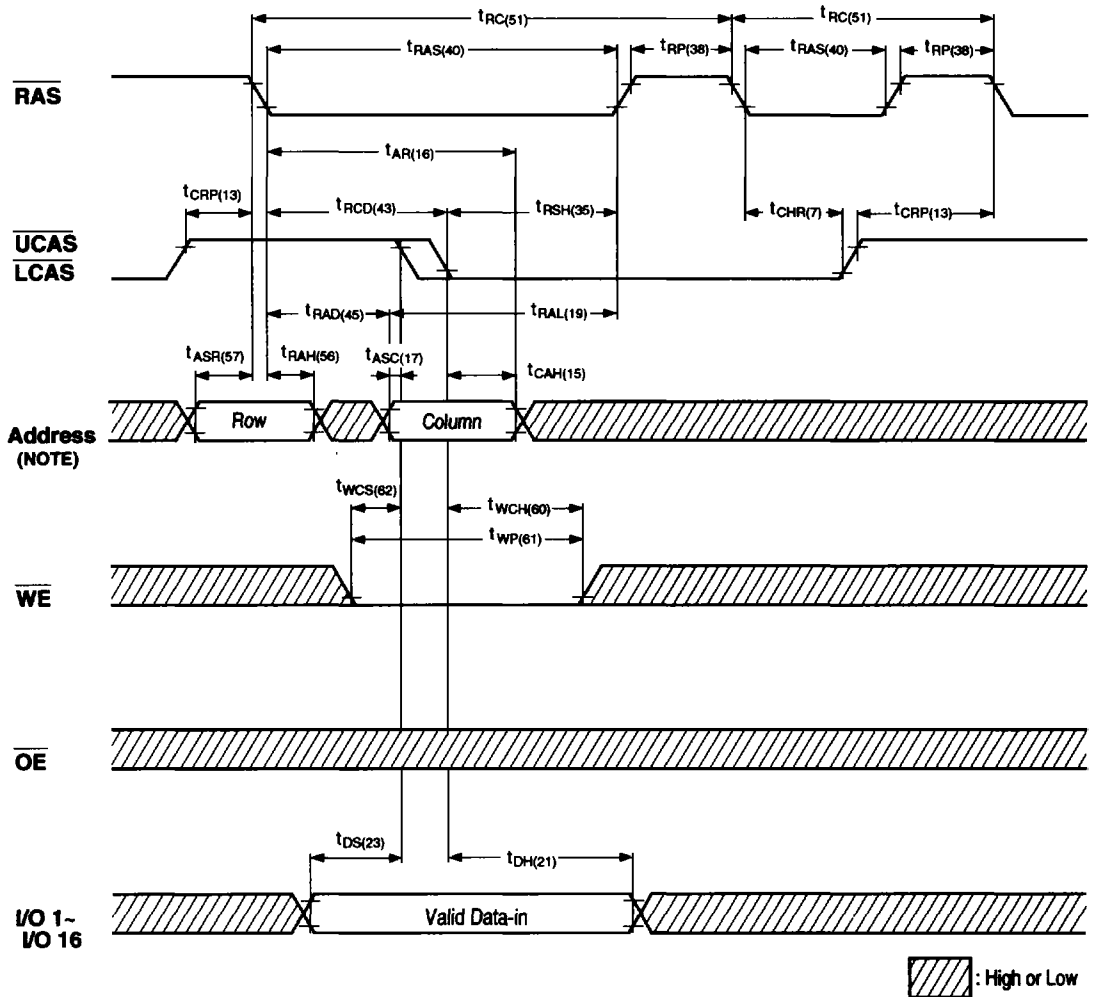 tRC(51) tRC(51)
tRAS(40) tRP(38) tRAS(40) tRP(38)
RAS
tAR(16)
tCRP(13) tRCD(43) tRSH(35) tCHR(7) tCRP(13)
UCAS
LCAS
tRAD(45) tRAL(19)
tASR(57) tRAH(56) tASC(17) tCAH(15)
Row Column
Address
(NOTE)
tWCS(62) tWCH(60)
tWP(61)
WE
OE
tDS(23) tDH(21)
I/O 1~
I/O 16
Valid Data-in
: High or Low